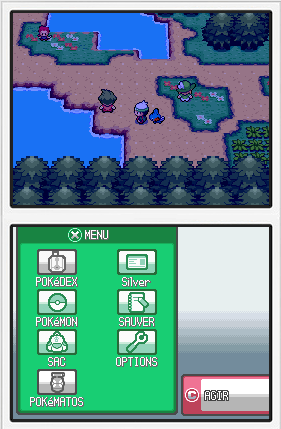 MENU
POKéDEX
Silver
POKéMON
SAUVER
SAC
OPTIONS
POKéMATOS
C AGIR